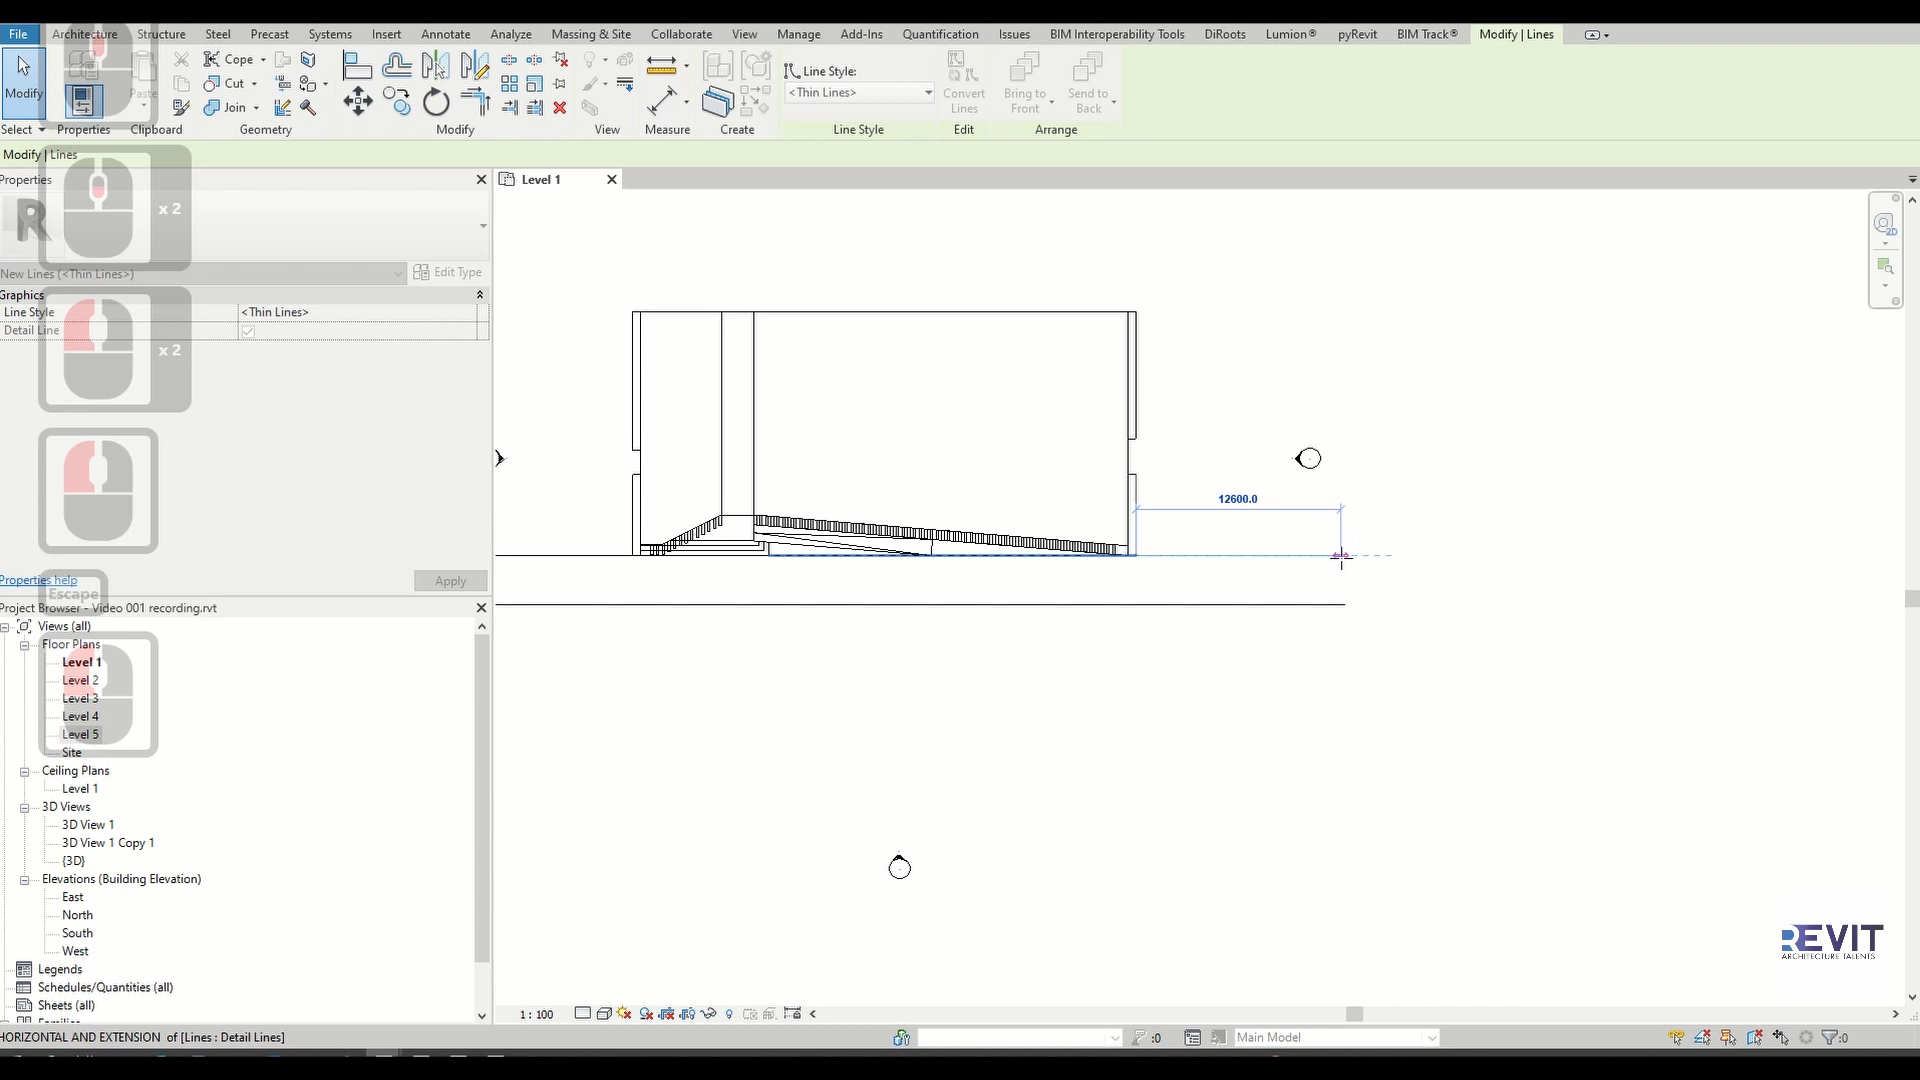 File Architecture Structure Steel Precast Systems Insert Annotate Analyze Massing & Site Collaborate View Manage Add-Ins Quantification Issues BIM Interoperability Tools DiRoots Lumion® pyRevit BIM Track® Modify | Lines
Cope
Line Style:
Modify
Paste
Cut
<Thin Lines>
Convert Lines
Bring to Front
Send to Back
Join
Select Properties Clipboard Geometry Modify View Measure Create Line Style Edit Arrange
Modify | Lines
Properties
Level 1
x 2
R
2D
New Lines (<Thin Lines>)
Edit Type
Graphics
Line Style <Thin Lines>
Detail Line
x 2
12600.0
Properties help
Apply
Escape
Project Browser - Video 001 recording.rvt
Views (all)
Floor Plans
Level 1
Level 2
Level 3
Level 4
Level 5
Site
Ceiling Plans
Level 1
3D Views
3D View 1
3D View 1 Copy 1
{3D}
Elevations (Building Elevation)
East
North
South
West
Legends
Schedules/Quantities (all)
Sheets (all)
REVIT
ARCHITECTURE TALENTS
1 : 100
HORIZONTAL AND EXTENSION of [Lines : Detail Lines]
:0
Main Model
:0